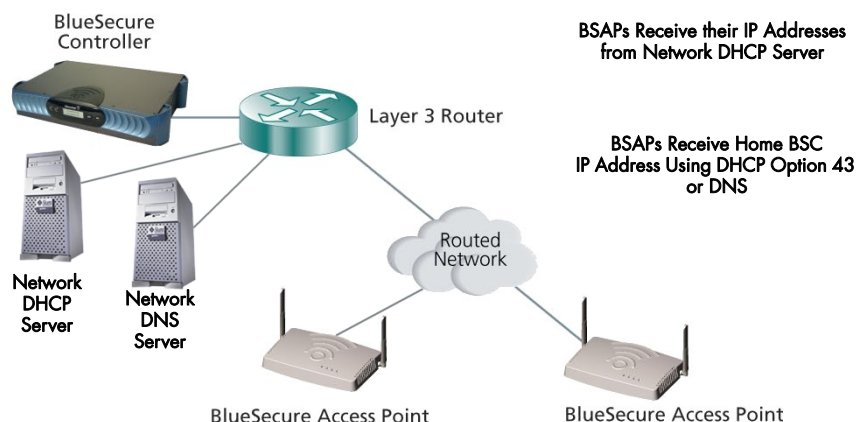 BlueSecure
Controller
BSAPs Receive their IP Addresses
from Network DHCP Server
Layer 3 Router
BSAPs Receive Home BSC
IP Address Using DHCP Option 43
or DNS
Routed
Network
Network
DHCP
Server
Network
DNS
Server
BlueSecure Access Point
BlueSecure Access Point